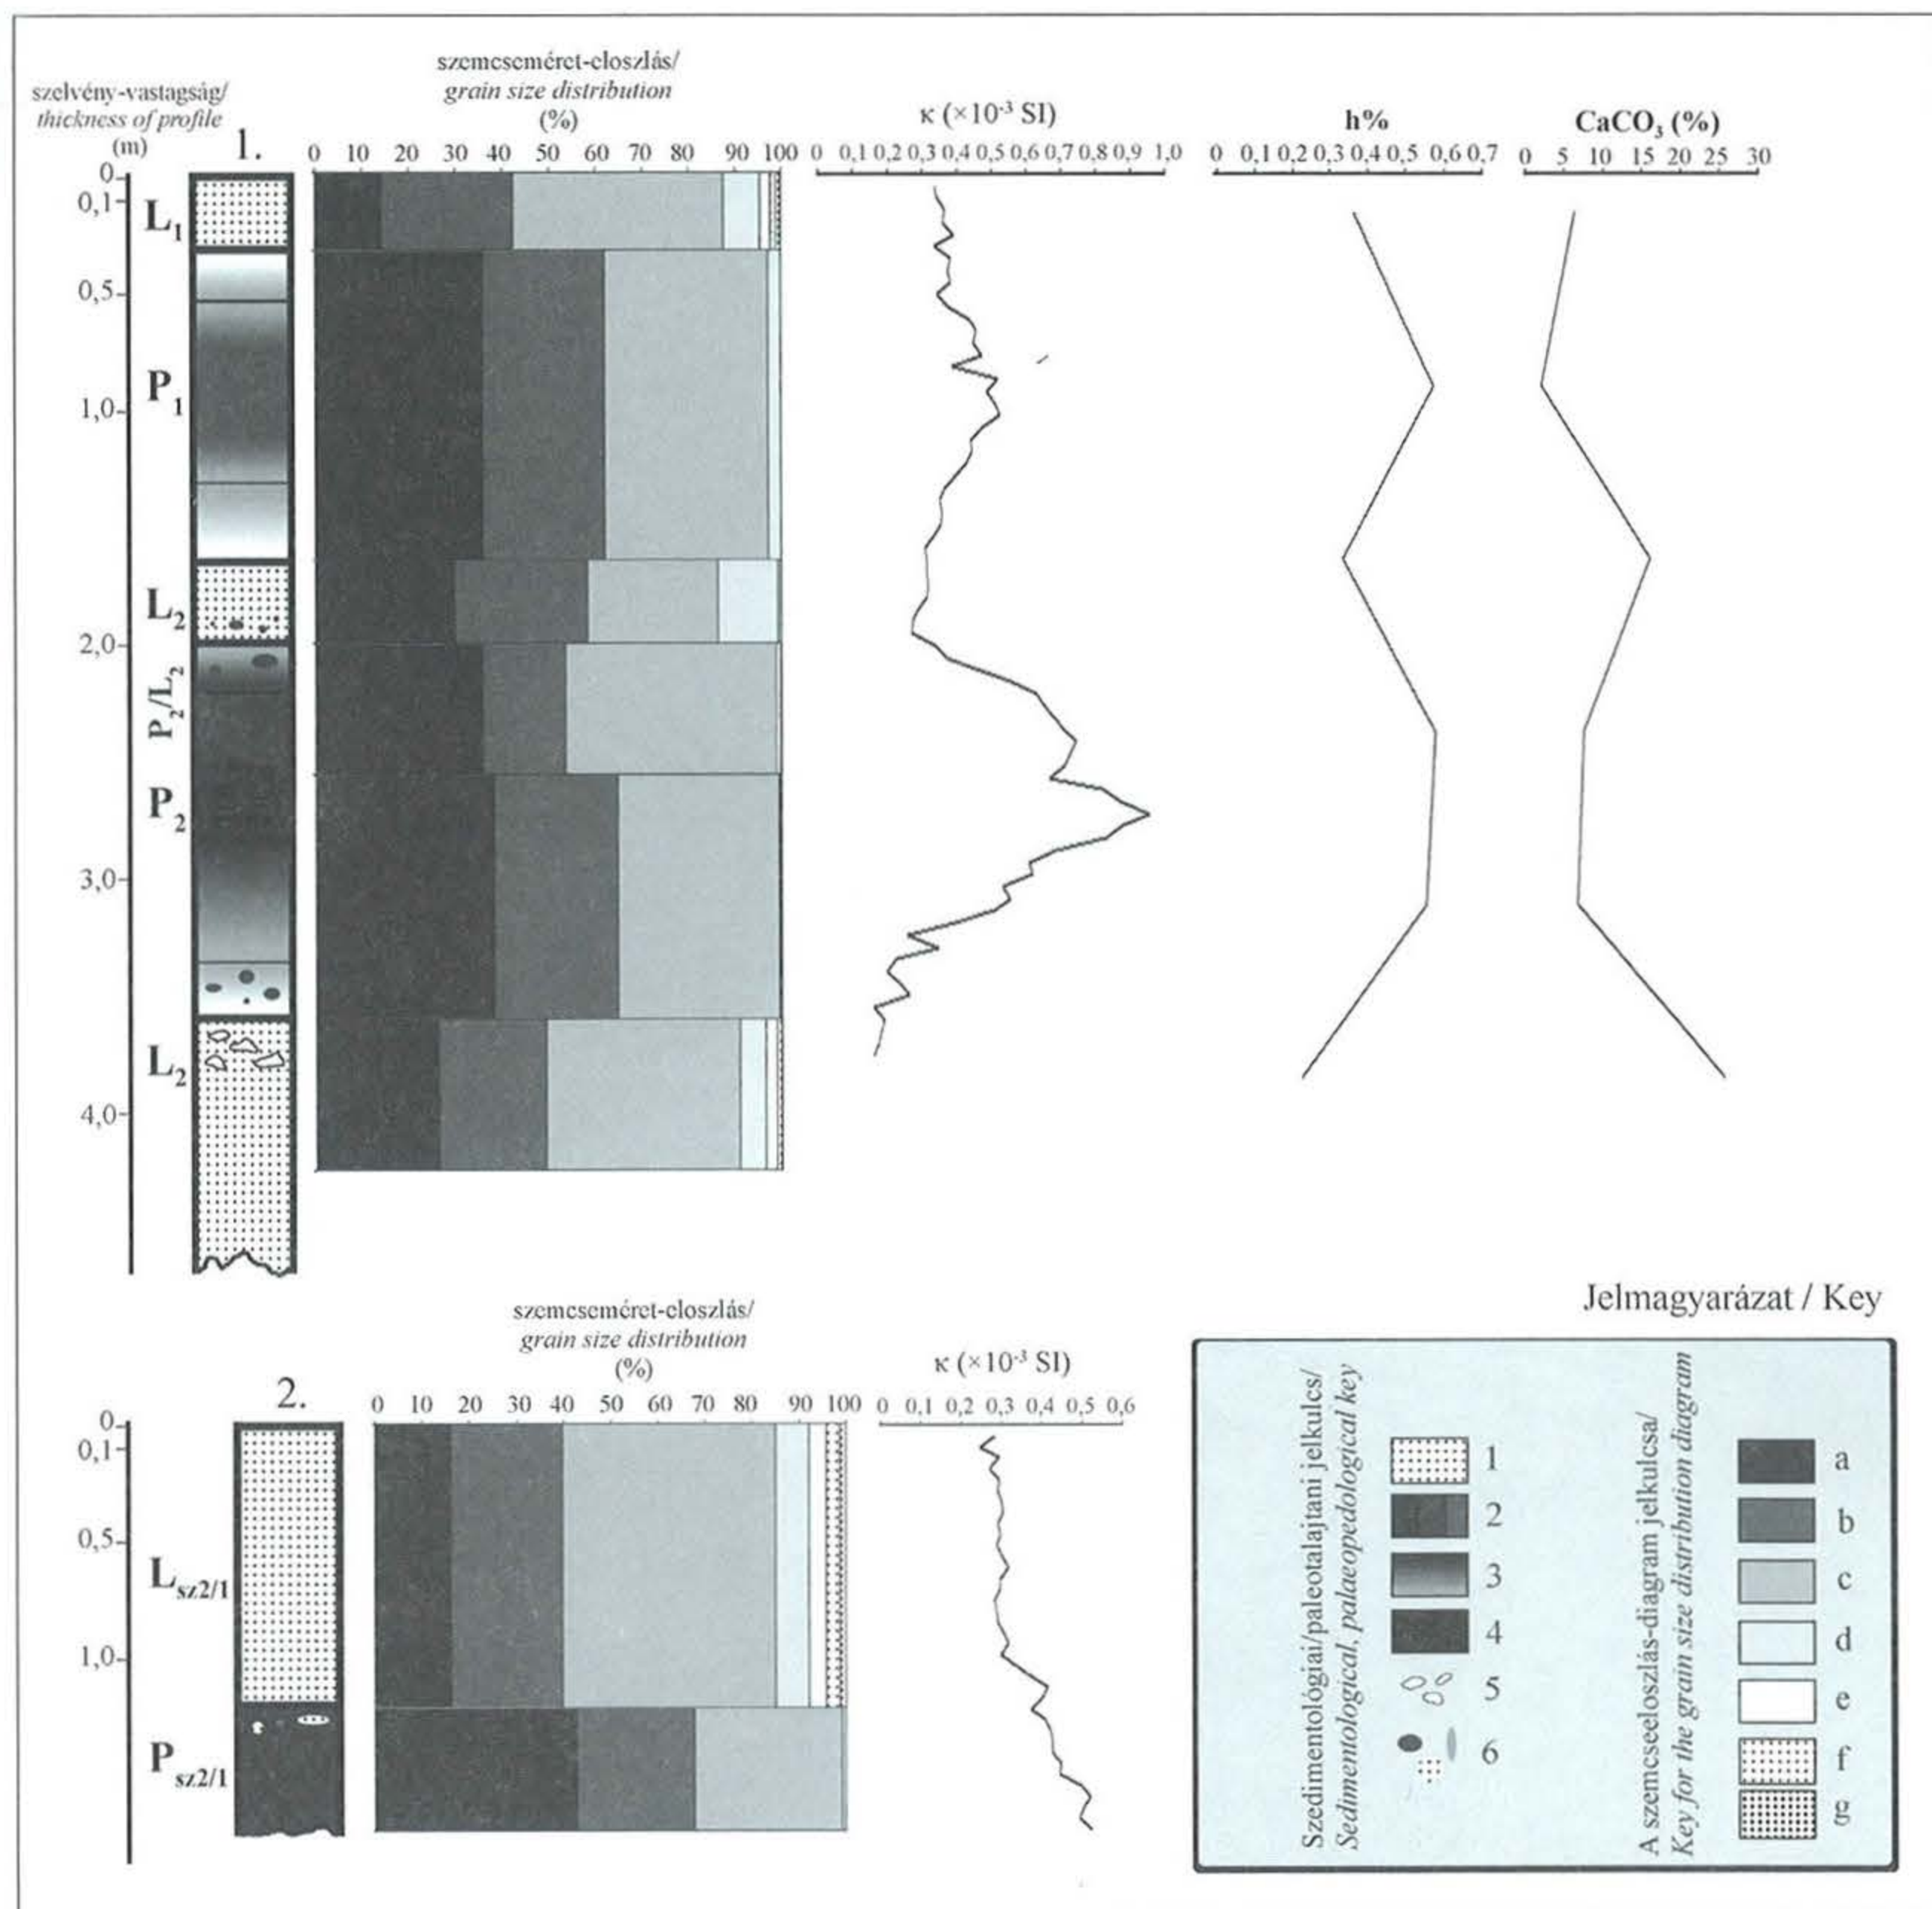 szelvény-vastagság/
thickness of profile
(m)
1.
szemcseméret-eloszlás/
grain size distribution
(%)
0 10 20 30 40 50 60 70 80 90 100
κ (×10⁻³ SI)
0 0,1 0,2 0,3 0,4 0,5 0,6 0,7 0,8 0,9 1,0
h%
0 0,1 0,2 0,3 0,4 0,5 0,6 0,7
CaCO₃ (%)
0 5 10 15 20 25 30
0
0,1
0,5
1,0
2,0
3,0
4,0
L₁
P₁
L₂
P₂/L₂
P₂
L₂
2.
szemcseméret-eloszlás/
grain size distribution
(%)
0 10 20 30 40 50 60 70 80 90 100
κ (×10⁻³ SI)
0 0,1 0,2 0,3 0,4 0,5 0,6
0
0,1
0,5
1,0
L sz2/1
P sz2/1
Jelmagyarázat / Key
Szedimentológiai/paleotalajtani jelkulcs/
Sedimentological, palaeopedological key
1
2
3
4
5
6
A szemcseeloszlás-diagram jelkulcsa/
Key for the grain size distribution diagram
a
b
c
d
e
f
g